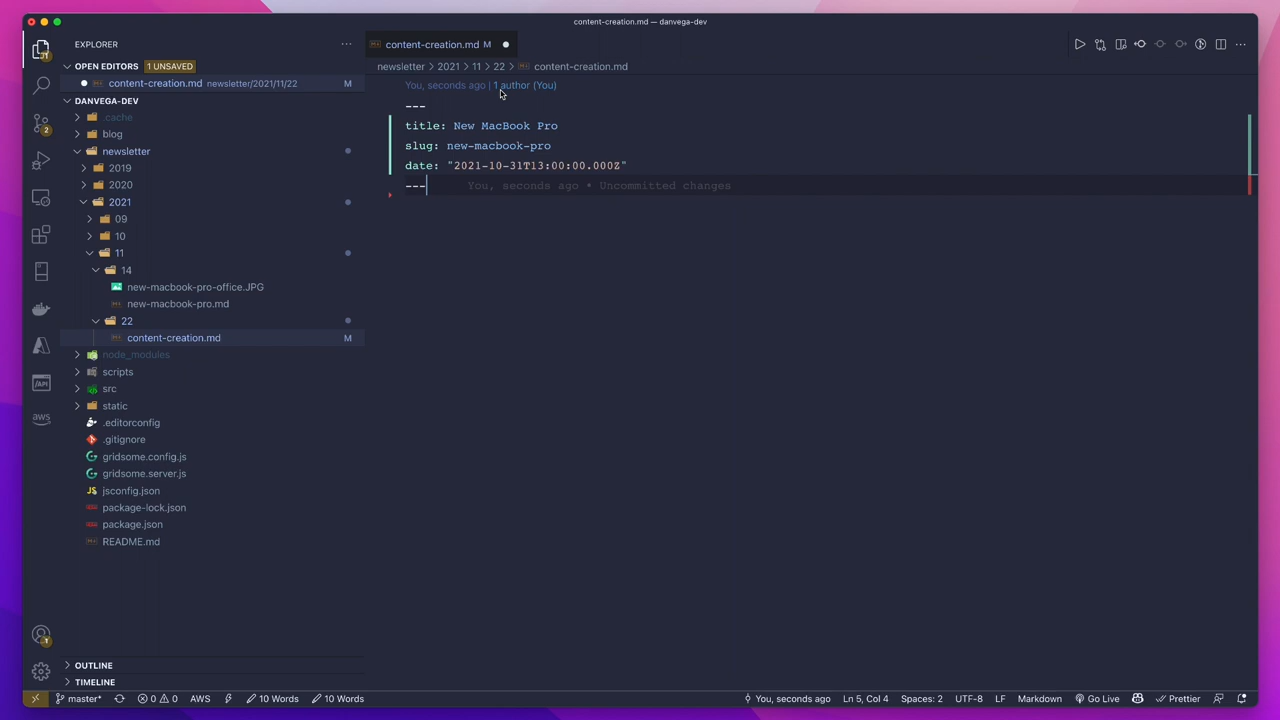 content-creation.md — danvega-dev
EXPLORER
OPEN EDITORS 1 UNSAVED
content-creation.md newsletter/2021/11/22 M
DANVEGA-DEV
.cache
blog
newsletter
2019
2020
2021
09
10
11
14
new-macbook-pro-office.JPG
new-macbook-pro.md
22
content-creation.md M
node_modules
scripts
src
static
.editorconfig
.gitignore
gridsome.config.js
gridsome.server.js
jsconfig.json
package-lock.json
package.json
README.md
OUTLINE
TIMELINE
content-creation.md M
newsletter > 2021 > 11 > 22 > content-creation.md
You, seconds ago | 1 author (You)
---
title: New MacBook Pro
slug: new-macbook-pro
date: "2021-10-31T13:00:00.000Z"
--- You, seconds ago • Uncommitted changes
2
/API
aws
1
master* 0 0 AWS 10 Words 10 Words You, seconds ago Ln 5, Col 4 Spaces: 2 UTF-8 LF Markdown Go Live Prettier